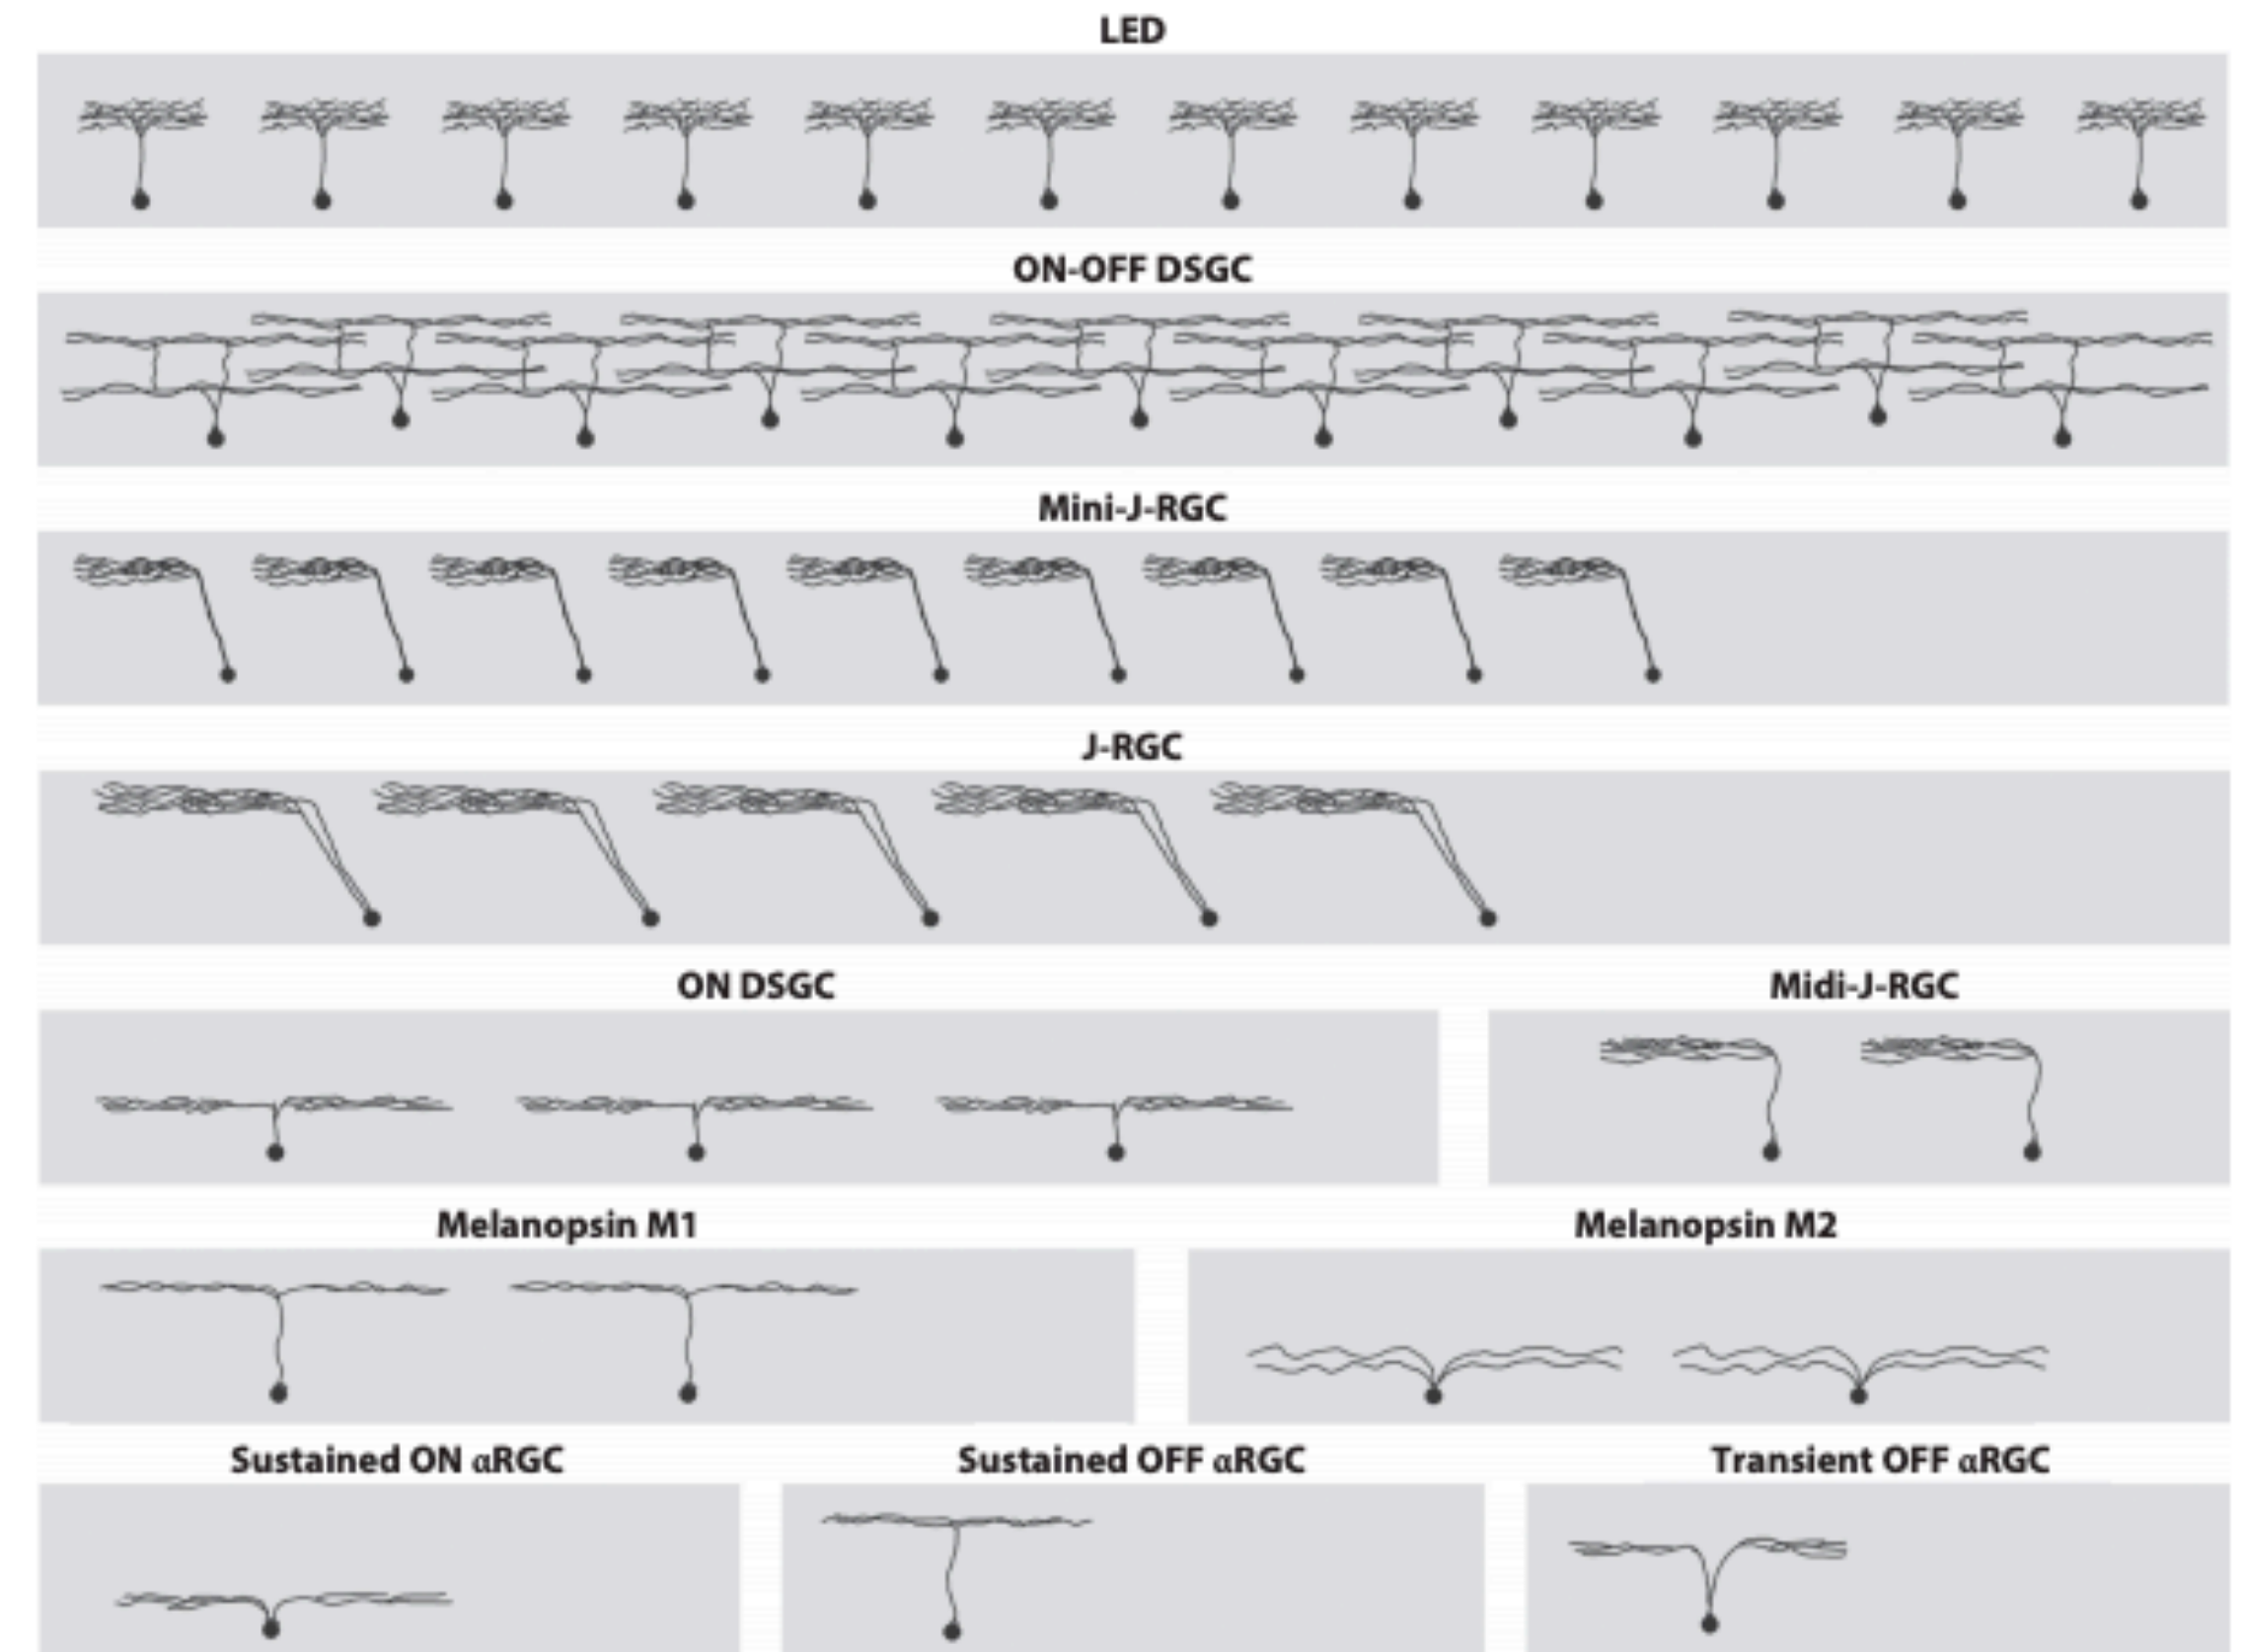 LED
ON-OFF DSGC
Mini-J-RGC
J-RGC
ON DSGC
Midi-J-RGC
Melanopsin M1
Melanopsin M2
Sustained ON αRGC
Sustained OFF αRGC
Transient OFF αRGC